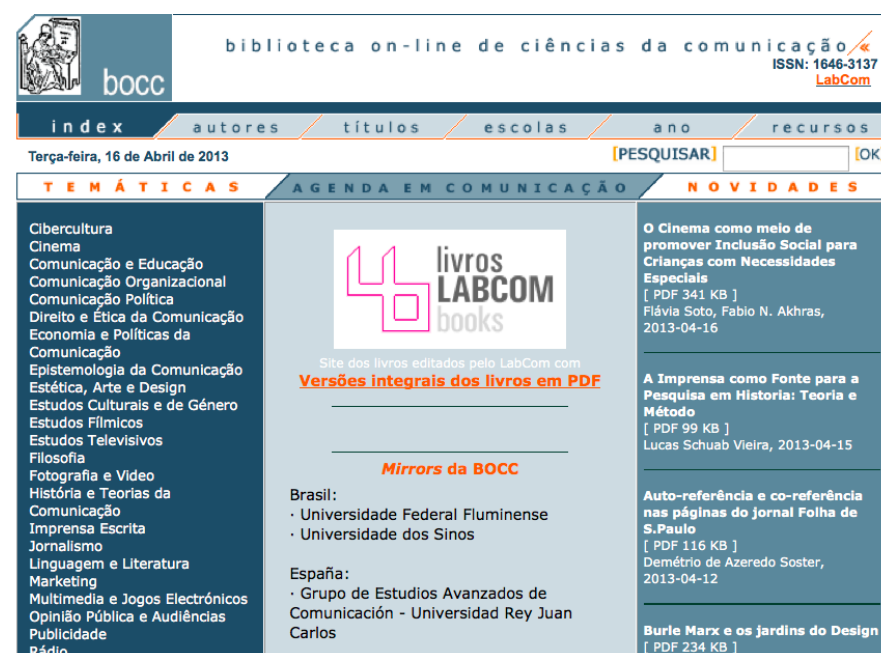 bocc
biblioteca on-line de ciências da comunicação«
ISSN: 1646-3137
LabCom
index
autores
títulos
escolas
ano
recursos
Terça-feira, 16 de Abril de 2013
[PESQUISAR]
[OK
TEMÁTICAS
AGENDA EM COMUNICAÇÃO
NOVIDADES
Cibercultura
Cinema
Comunicação e Educação
Comunicação Organizacional
Comunicação Política
Direito e Ética da Comunicação
Economia e Políticas da
Comunicação
Epistemologia da Comunicação
Estética, Arte e Design
Estudos Culturais e de Género
Estudos Fílmicos
Estudos Televisivos
Filosofia
Fotografia e Video
História e Teorias da
Comunicação
Imprensa Escrita
Jornalismo
Linguagem e Literatura
Marketing
Multimedia e Jogos Electrónicos
Opinião Pública e Audiências
Publicidade
Rádio
livros
LABCOM
books
Site dos livros editados pelo LabCom com
Versões integrais dos livros em PDF
Mirrors da BOCC
Brasil:
· Universidade Federal Fluminense
· Universidade dos Sinos
España:
· Grupo de Estudios Avanzados de
Comunicación - Universidad Rey Juan
Carlos
O Cinema como meio de
promover Inclusão Social para
Crianças com Necessidades
Especiais
[ PDF 341 KB ]
Flávia Soto, Fabio N. Akhras,
2013-04-16
A Imprensa como Fonte para a
Pesquisa em Historia: Teoria e
Método
[ PDF 99 KB ]
Lucas Schuab Vieira, 2013-04-15
Auto-referência e co-referência
nas páginas do jornal Folha de
S.Paulo
[ PDF 116 KB ]
Demétrio de Azeredo Soster,
2013-04-12
Burle Marx e os jardins do Design
[ PDF 234 KB ]